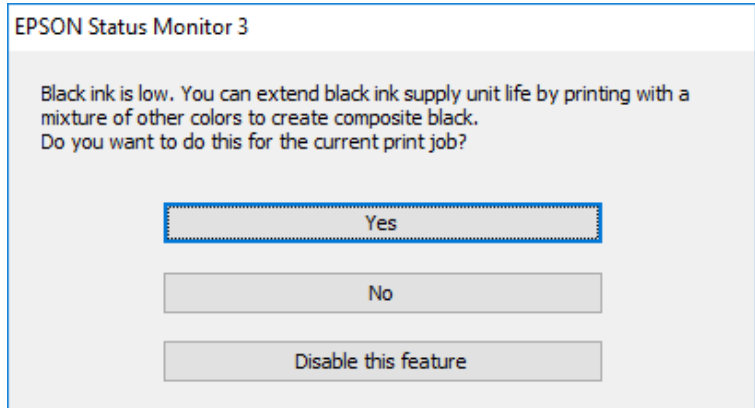 EPSON Status Monitor 3
Black ink is low. You can extend black ink supply unit life by printing with a
mixture of other colors to create composite black.
Do you want to do this for the current print job?
Yes
No
Disable this feature